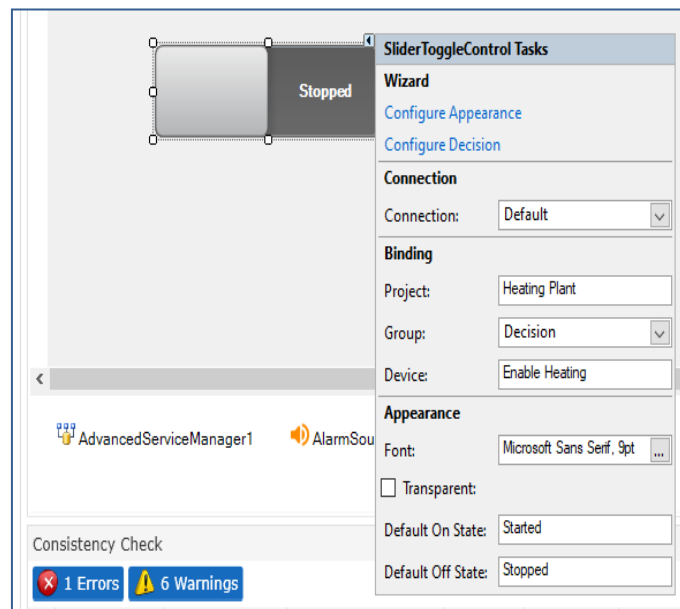 Stopped
SliderToggleControl Tasks
Wizard
Configure Appearance
Configure Decision
Connection
Connection: Default
Binding
Project: Heating Plant
Group: Decision
Device: Enable Heating
Appearance
Font: Microsoft Sans Serif, 9pt ...
Transparent:
Default On State: Started
Default Off State: Stopped
AdvancedServiceManager1 AlarmSou
Consistency Check
1 Errors 6 Warnings